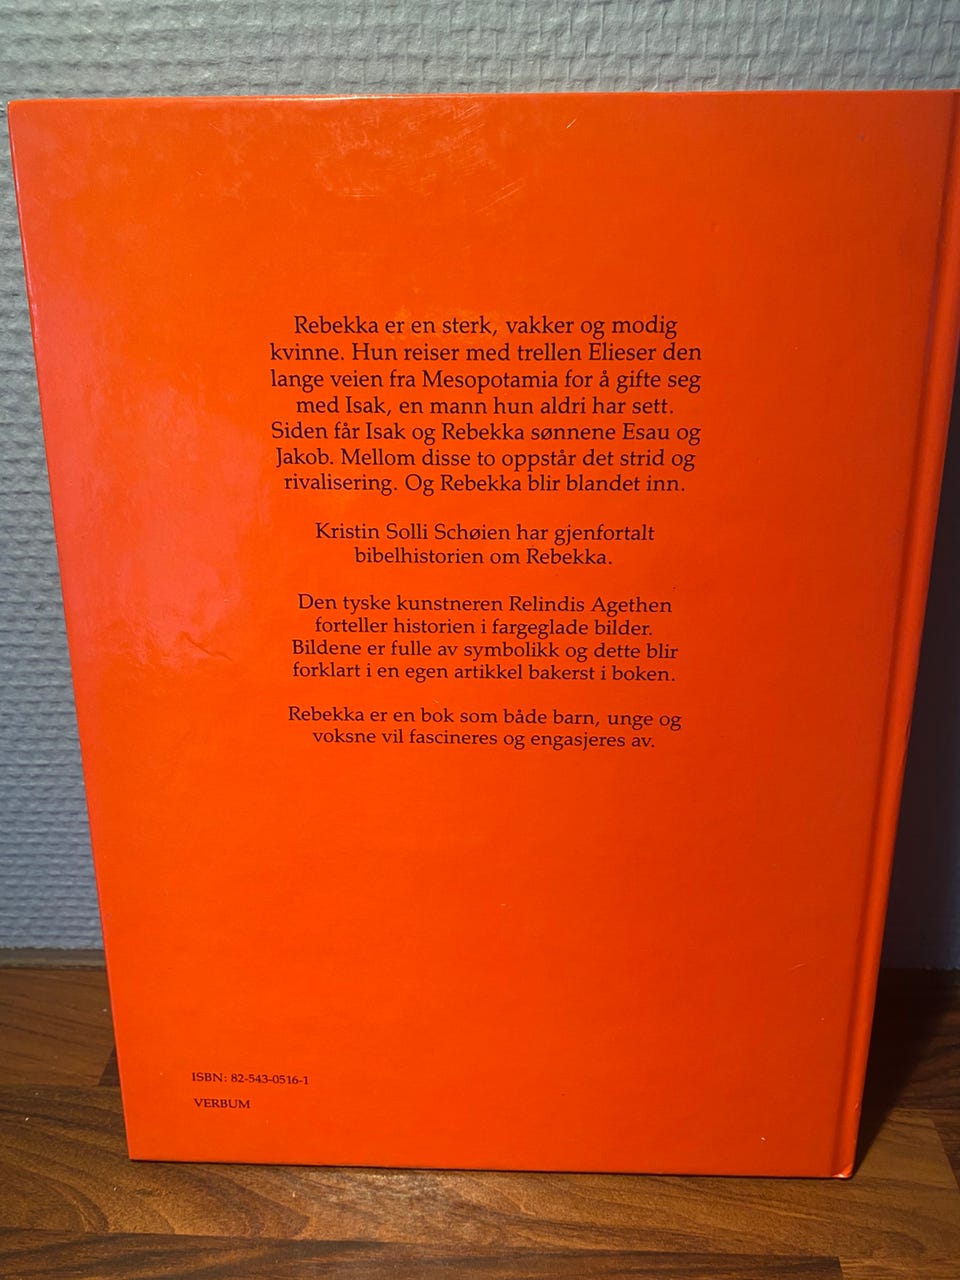 Rebekka er en sterk, vakker og modig
kvinne. Hun reiser med trellen Elieser den
lange veien fra Mesopotamia for å gifte seg
med Isak, en mann hun aldri har sett.
Siden får Isak og Rebekka sønnene Esau og
Jakob. Mellom disse to oppstår det strid og
rivalisering. Og Rebekka blir blandet inn.
Kristin Solli Schøien har gjenfortalt
bibelhistorien om Rebekka.
Den tyske kunstneren Relindis Agethen
forteller historien i fargeglade bilder.
Bildene er fulle av symbolikk og dette blir
forklart i en egen artikkel bakerst i boken.
Rebekka er en bok som både barn, unge og
voksne vil fascineres og engasjeres av.
ISBN: 82-543-0516-1
VERBUM